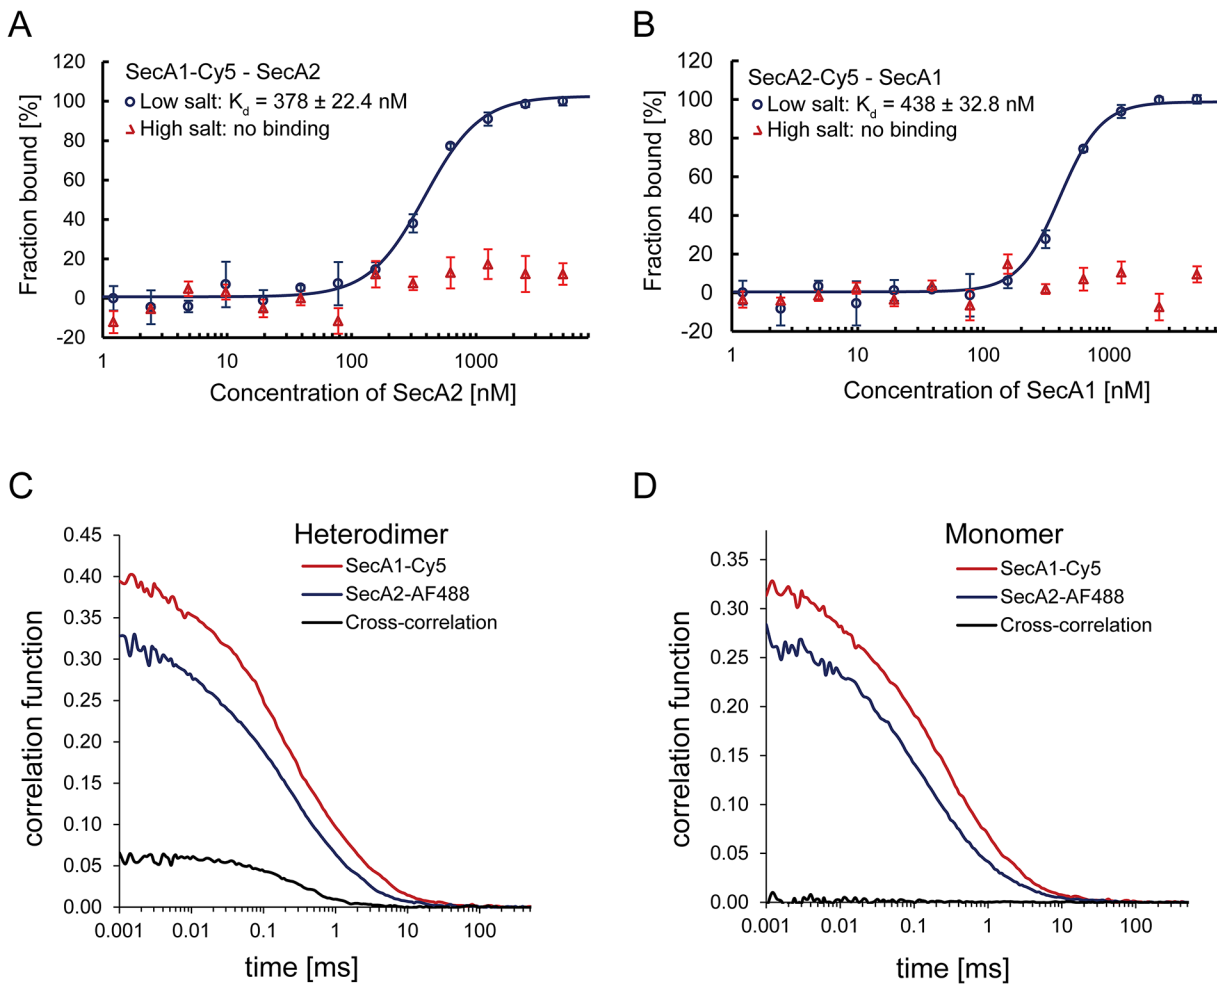 A
SecA1-Cy5 - SecA2
Low salt: Kd = 378 ± 22.4 nM
High salt: no binding
Fraction bound [%]
120
100
80
60
40
20
0
-20
1
10
100
1000
Concentration of SecA2 [nM]
B
SecA2-Cy5 - SecA1
Low salt: Kd = 438 ± 32.8 nM
High salt: no binding
Fraction bound [%]
120
100
80
60
40
20
0
-20
1
10
100
1000
Concentration of SecA1 [nM]
C
Heterodimer
SecA1-Cy5
SecA2-AF488
Cross-correlation
correlation function
0.45
0.40
0.35
0.30
0.25
0.20
0.15
0.10
0.05
0.00
0.001
0.01
0.1
1
10
100
time [ms]
D
Monomer
SecA1-Cy5
SecA2-AF488
Cross-correlation
correlation function
0.35
0.30
0.25
0.20
0.15
0.10
0.05
0.00
0.001
0.01
0.1
1
10
100
time [ms]